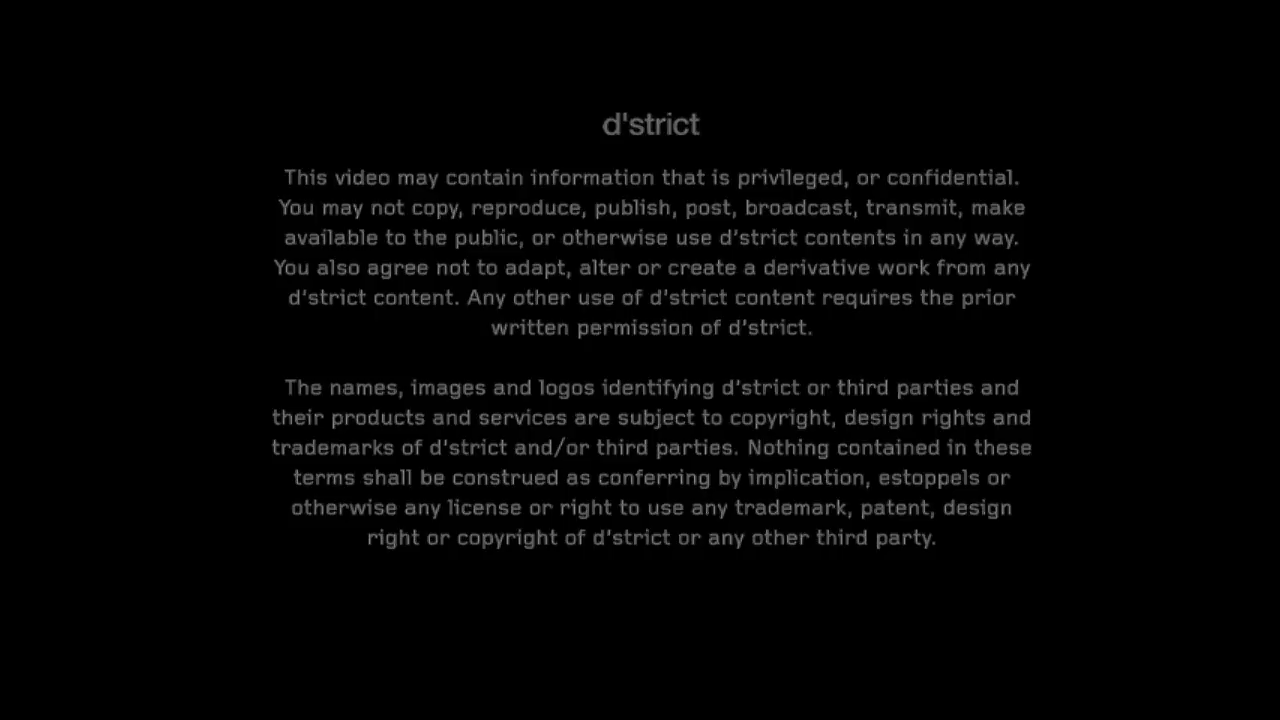 d'strict
This video may contain information that is privileged, or confidential.
You may not copy, reproduce, publish, post, broadcast, transmit, make
available to the public, or otherwise use d'strict contents in any way.
You also agree not to adapt, alter or create a derivative work from any
d'strict content. Any other use of d'strict content requires the prior
written permission of d'strict.
The names, images and logos identifying d'strict or third parties and
their products and services are subject to copyright, design rights and
trademarks of d'strict and/or third parties. Nothing contained in these
terms shall be construed as conferring by implication, estoppels or
otherwise any license or right to use any trademark, patent, design
right or copyright of d'strict or any other third party.